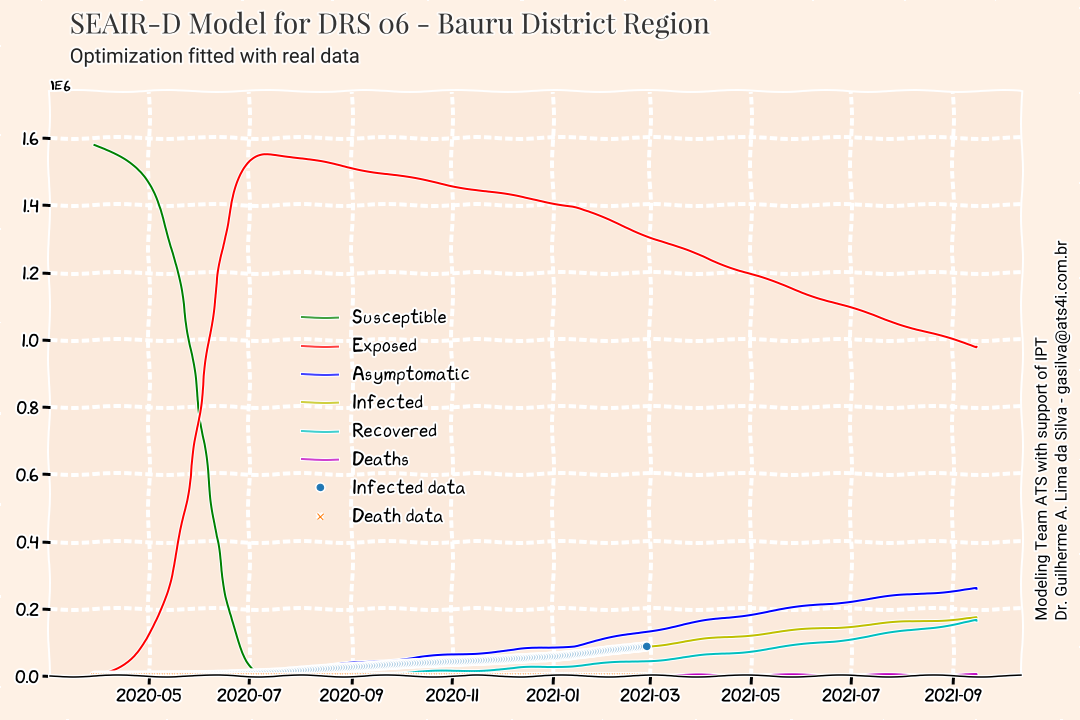 SEAIR-D Model for DRS 06 - Bauru District Region
Optimization fitted with real data
1E6
1.6
1.4
1.2
1.0
0.8
0.6
0.4
0.2
0.0
Susceptible
Exposed
Asymptomatic
Infected
Recovered
Deaths
Infected data
Death data
2020-05
2020-07
2020-09
2020-11
2021-01
2021-03
2021-05
2021-07
2021-09
Modeling Team ATS with support of IPT
Dr. Guilherme A. Lima da Silva - gasilva@ats4i.com.br